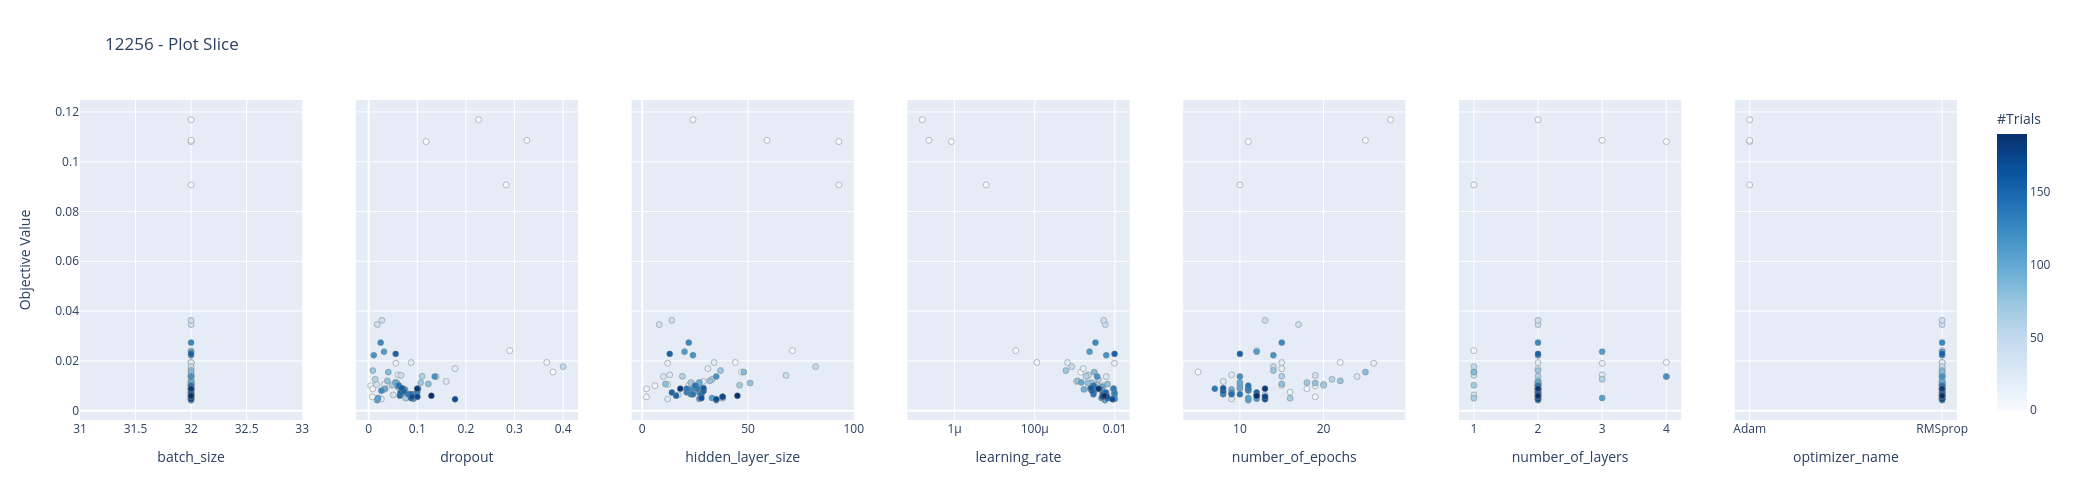 12256 - Plot Slice
#Trials
Objective Value
0.12
0.1
0.08
0.06
0.04
0.02
0
31 31.5 32 32.5 33
0 0.1 0.2 0.3 0.4
0 50 100
1μ 100μ 0.01
10 20
1 2 3 4
Adam RMSprop
150
100
50
0
batch_size
dropout
hidden_layer_size
learning_rate
number_of_epochs
number_of_layers
optimizer_name